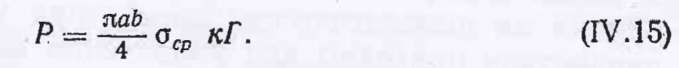 P = πab/4 σср кГ. (IV.15)